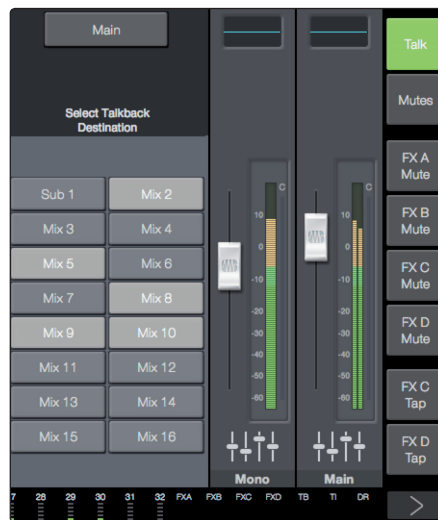 Main
Select Talkback
Destination
Sub 1
Mix 2
Mix 3
Mix 4
Mix 5
Mix 6
Mix 7
Mix 8
Mix 9
Mix 10
Mix 11
Mix 12
Mix 13
Mix 14
Mix 15
Mix 16
C
10
0
-10
-20
-30
-40
-50
-60
Mono
C
10
0
-10
-20
-30
-40
-50
-60
Main
Talk
Mutes
FX A
Mute
FX B
Mute
FX C
Mute
FX D
Mute
FX C
Tap
FX D
Tap
7 28 29 30 31 32 FXA FXB FXC FXD TB TI DR